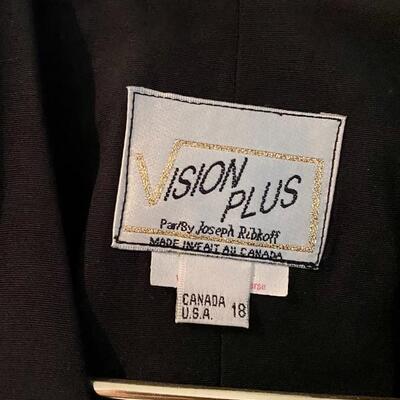 VISION
PLUS
Par/By Joseph Ribkoff
MADE IN/FAIT AU CANADA
CANADA
U.S.A. 18